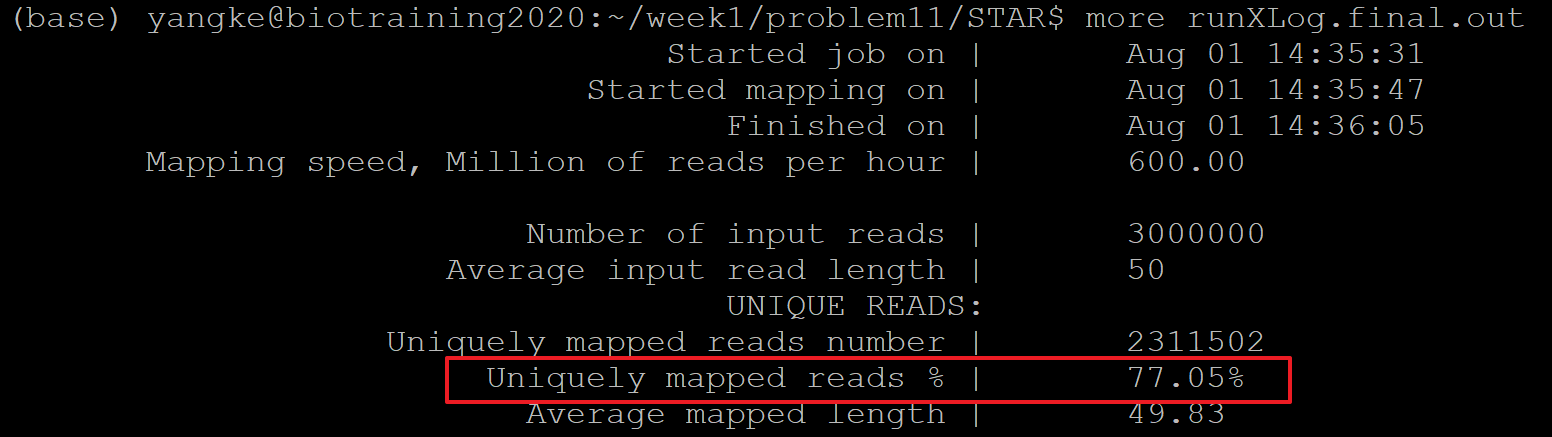 (base) yangke@biotraining2020:~/week1/problem11/STAR$ more runXLog.final.out
Started job on | Aug 01 14:35:31
Started mapping on | Aug 01 14:35:47
Finished on | Aug 01 14:36:05
Mapping speed, Million of reads per hour | 600.00
Number of input reads | 3000000
Average input read length | 50
UNIQUE READS:
Uniquely mapped reads number | 2311502
Uniquely mapped reads % | 77.05%
Average mapped length | 49.83